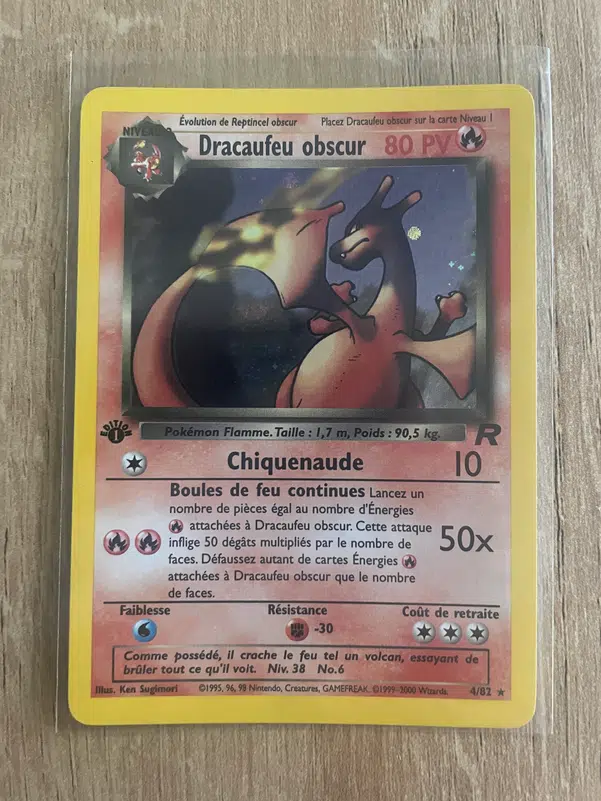 Évolution de Reptincel obscur Placez Dracaufeu obscur sur la carte Niveau 1
NIVEAU 2
Dracaufeu obscur 80 PV
EDITION 1
Pokémon Flamme. Taille : 1,7 m, Poids : 90,5 kg.
R
Chiquenaude 10
Boules de feu continues Lancez un
nombre de pièces égal au nombre d'Énergies
attachées à Dracaufeu obscur. Cette attaque
inflige 50 dégâts multipliés par le nombre de
faces. Défaussez autant de cartes Énergies
attachées à Dracaufeu obscur que le nombre
de faces.
50x
Faiblesse Résistance Coût de retraite
-30
Comme possédé, il crache le feu tel un volcan, essayant de
brûler tout ce qu'il voit. Niv. 38 No.6
Illus. Ken Sugimori ©1995, 96, 98 Nintendo, Creatures, GAMEFREAK. ©1999-2000 Wizards. 4/82 ★